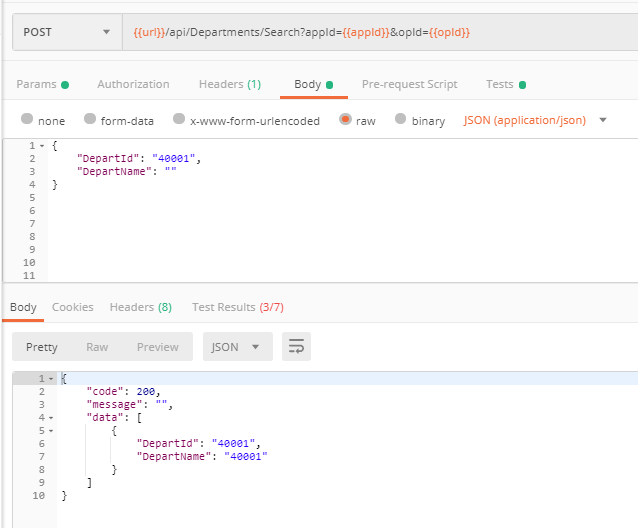 POST {{url}}/api/Departments/Search?appId={{appId}}&opId={{opId}}
Params Authorization Headers (1) Body Pre-request Script Tests
none form-data x-www-form-urlencoded raw binary JSON (application/json)
1 {
2 "DepartId": "40001",
3 "DepartName": ""
4 }
5
6
7
8
9
10
11
Body Cookies Headers (8) Test Results (3/7)
Pretty Raw Preview JSON
1 {
2 "code": 200,
3 "message": "",
4 "data": [
5 {
6 "DepartId": "40001",
7 "DepartName": "40001"
8 }
9 ]
10 }